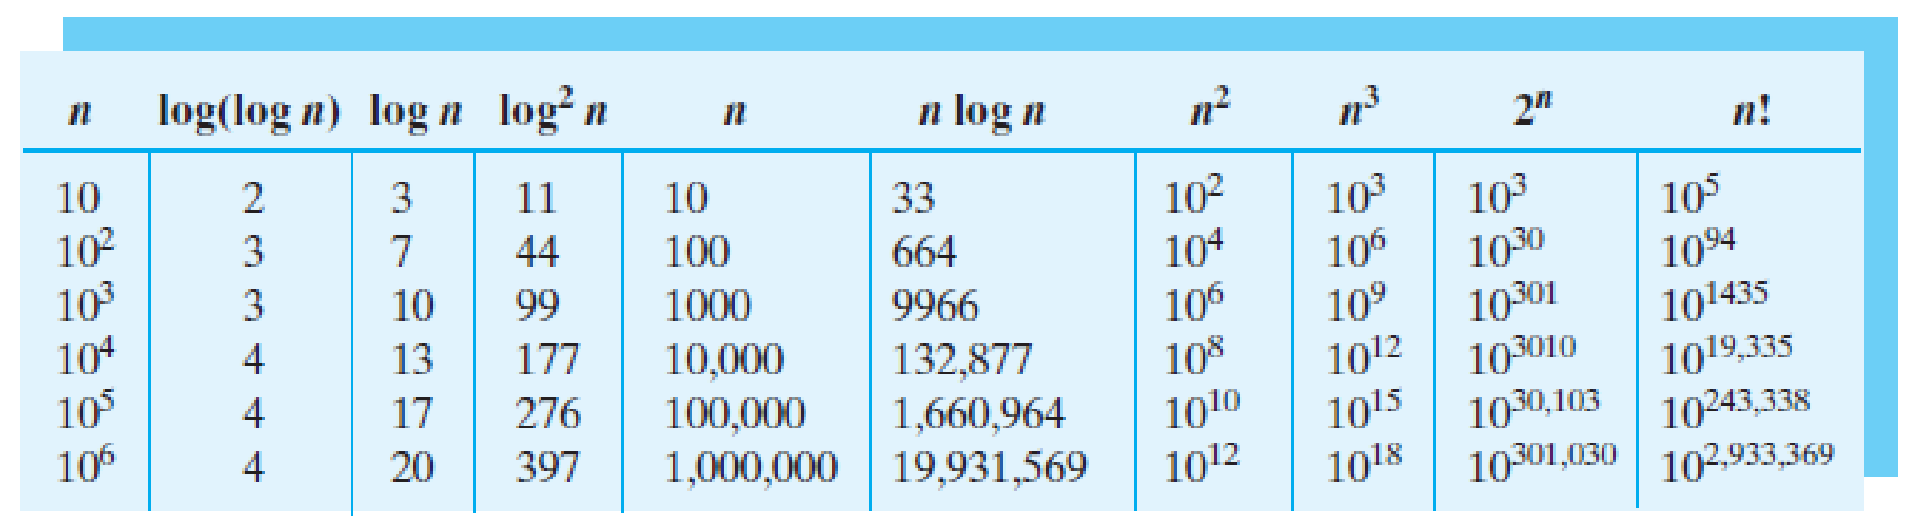 n log(log n) log n log² n n n log n n² n³ 2ⁿ n!
10 2 3 11 10 33 10² 10³ 10³ 10⁵
10² 3 7 44 100 664 10⁴ 10⁶ 10³⁰ 10⁹⁴
10³ 3 10 99 1000 9966 10⁶ 10⁹ 10³⁰¹ 10¹⁴³⁵
10⁴ 4 13 177 10,000 132,877 10⁸ 10¹² 10³⁰¹⁰ 10^19,335
10⁵ 4 17 276 100,000 1,660,964 10¹⁰ 10¹⁵ 10^30,103 10^243,338
10⁶ 4 20 397 1,000,000 19,931,569 10¹² 10¹⁸ 10^301,030 10^2,933,369